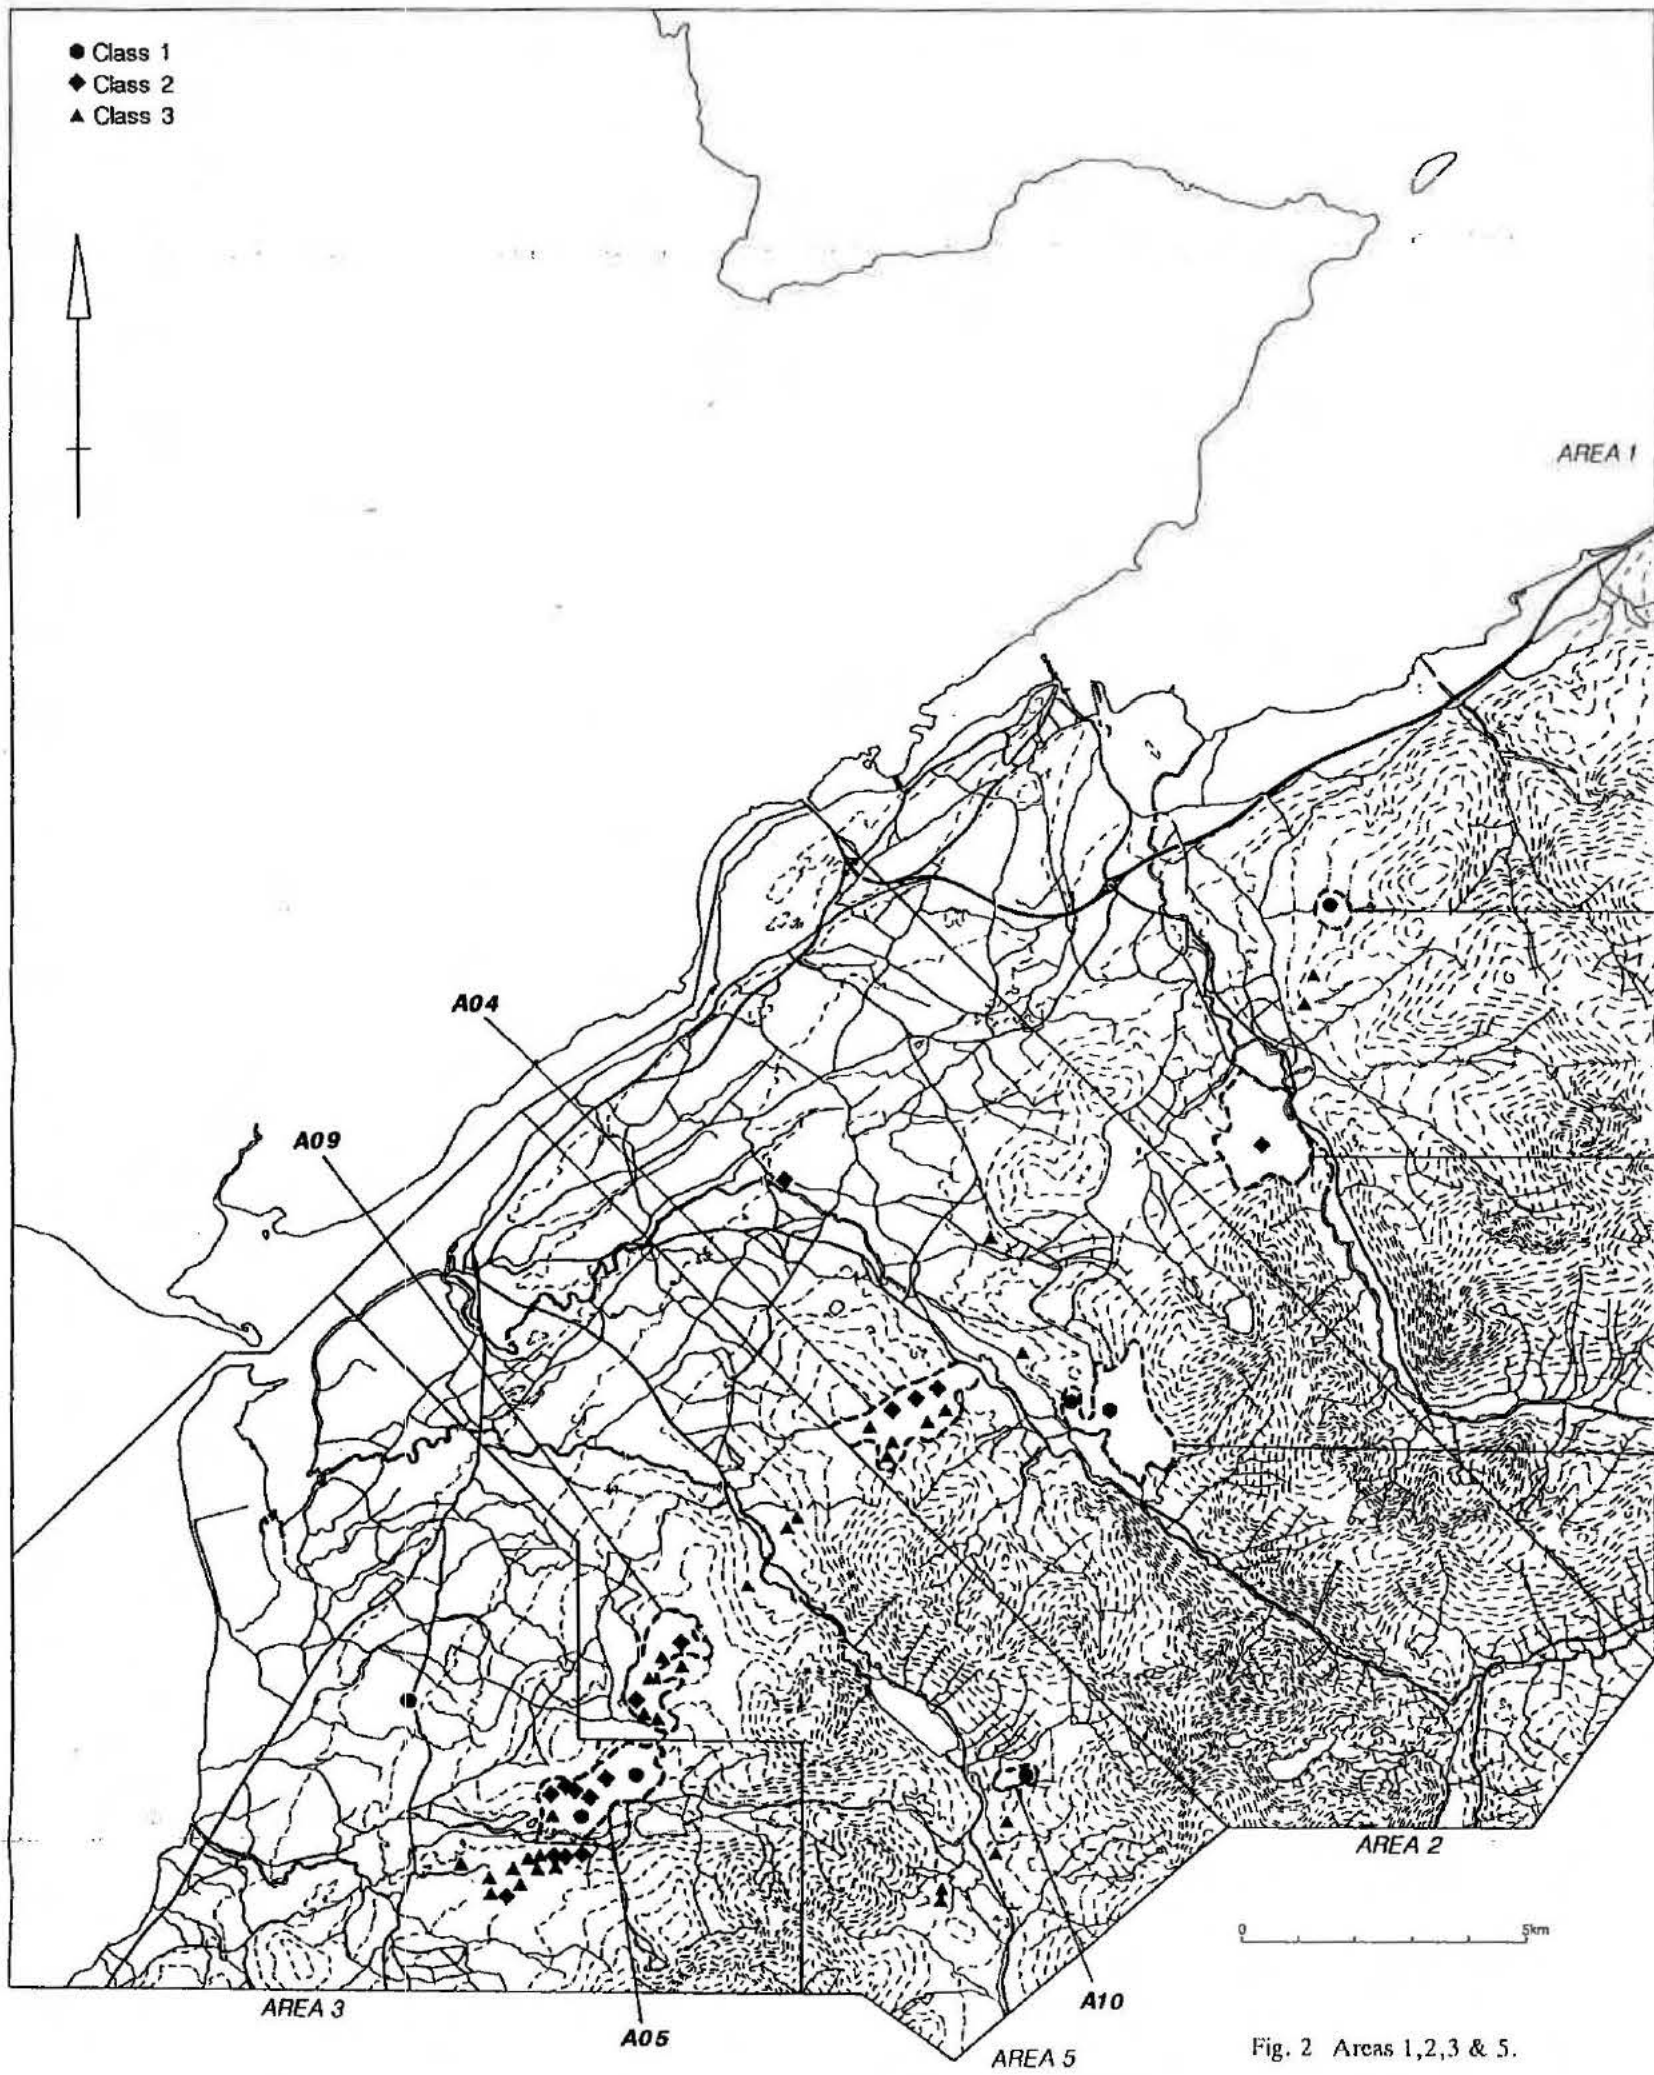 Class 1
Class 2
Class 3
AREA 1
A04
A09
AREA 2
0 5km
A10
AREA 3
A05
AREA 5
Fig. 2 Areas 1,2,3 & 5.